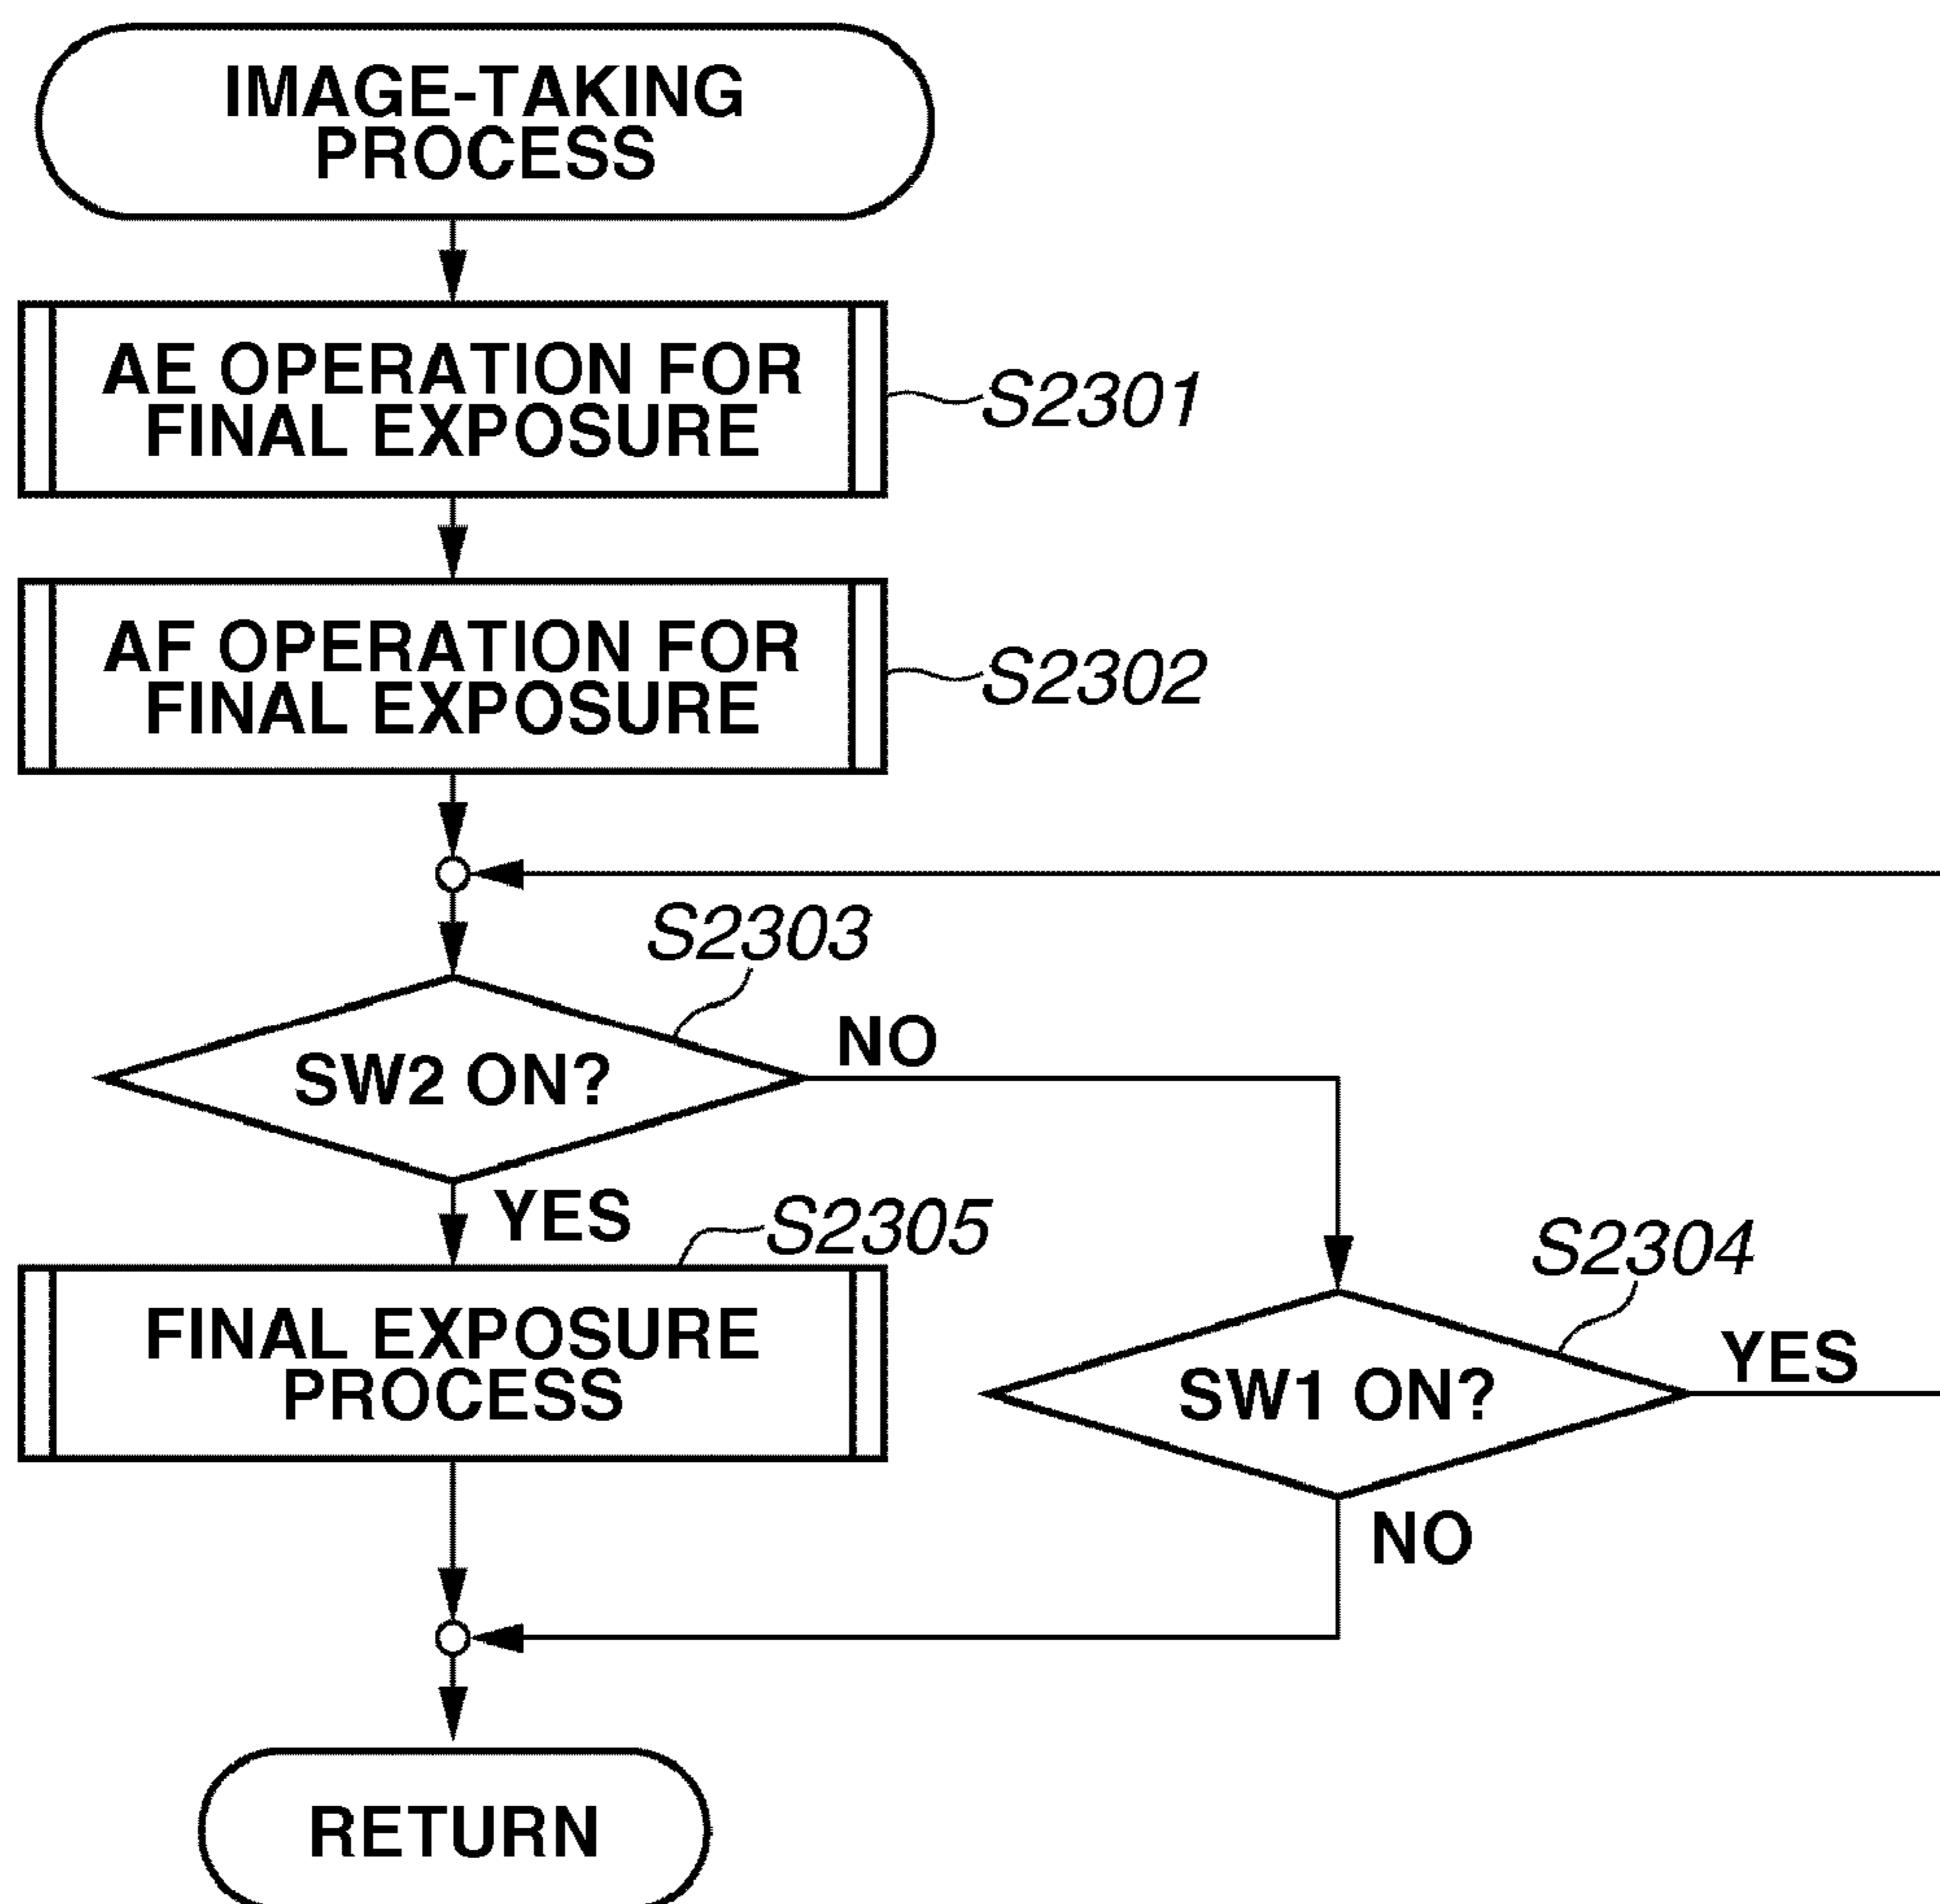 IMAGE-TAKING
PROCESS
AE OPERATION FOR
FINAL EXPOSURE
S2301
AF OPERATION FOR
FINAL EXPOSURE
S2302
S2303
SW2 ON?
NO
YES
S2305
FINAL EXPOSURE
PROCESS
S2304
SW1 ON?
YES
NO
RETURN